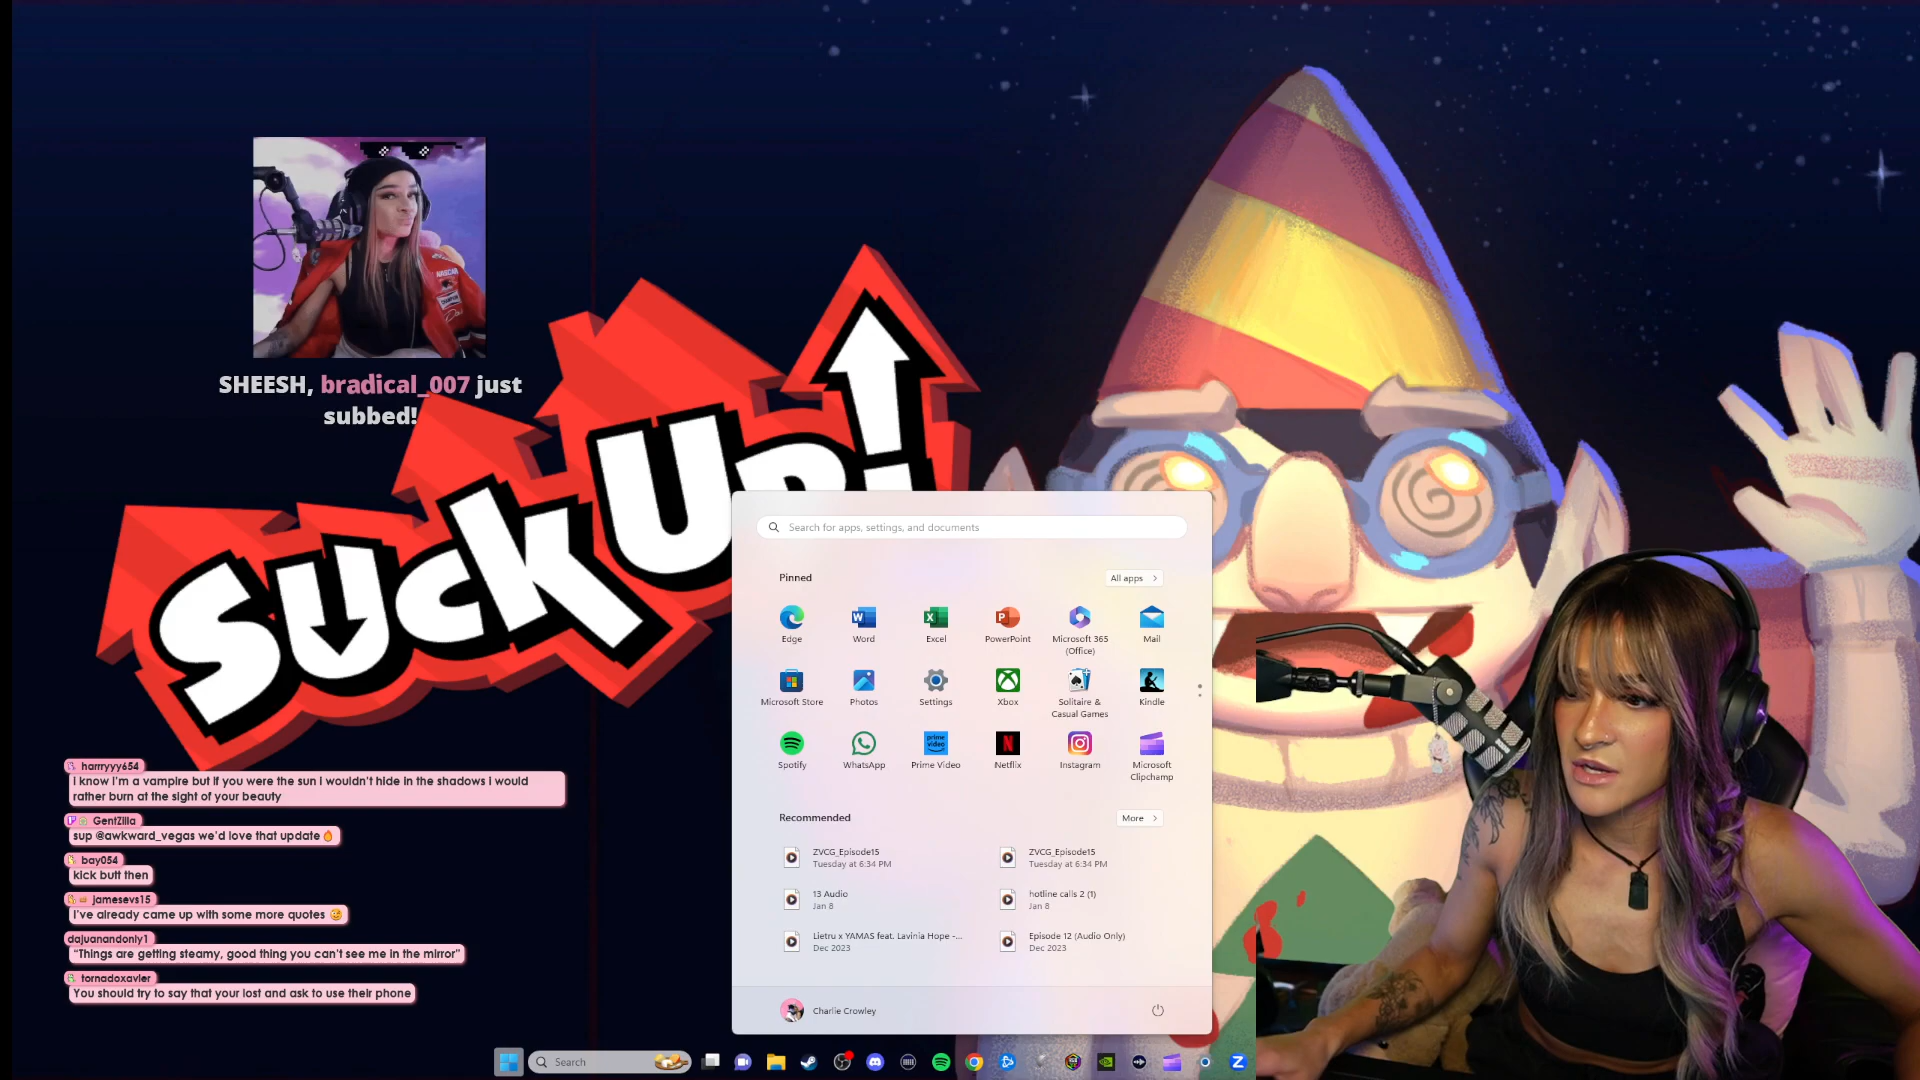 SHEESH, bradical_007 just
subbed!
Suck Up!
harrryyy654
i know I'm a vampire but if you were the sun I wouldn't hide in the shadows I would
rather burn at the sight of your beauty
GentZilla
sup @awkward_vegas we'd love that update
bay054
kick butt then
jamesevs15
I've already came up with some more quotes
dajuanandonly1
"Things are getting steamy, good thing you can't see me in the mirror"
tornadoxavier
You should try to say that your lost and ask to use their phone
Search for apps, settings, and documents
Pinned
All apps
Edge
Word
Excel
PowerPoint
Microsoft 365
(Office)
Mail
Microsoft Store
Photos
Settings
Xbox
Solitaire &
Casual Games
Kindle
Spotify
WhatsApp
prime
video
Prime Video
Netflix
Instagram
Microsoft
Clipchamp
Recommended
More
ZVCG_Episode15
Tuesday at 6:34 PM
ZVCG_Episode15
Tuesday at 6:34 PM
13 Audio
Jan 8
hotline calls 2 (1)
Jan 8
Lietru x YAMAS feat. Lavinia Hope -...
Dec 2023
Episode 12 (Audio Only)
Dec 2023
Charlie Crowley
Search
NASCAR